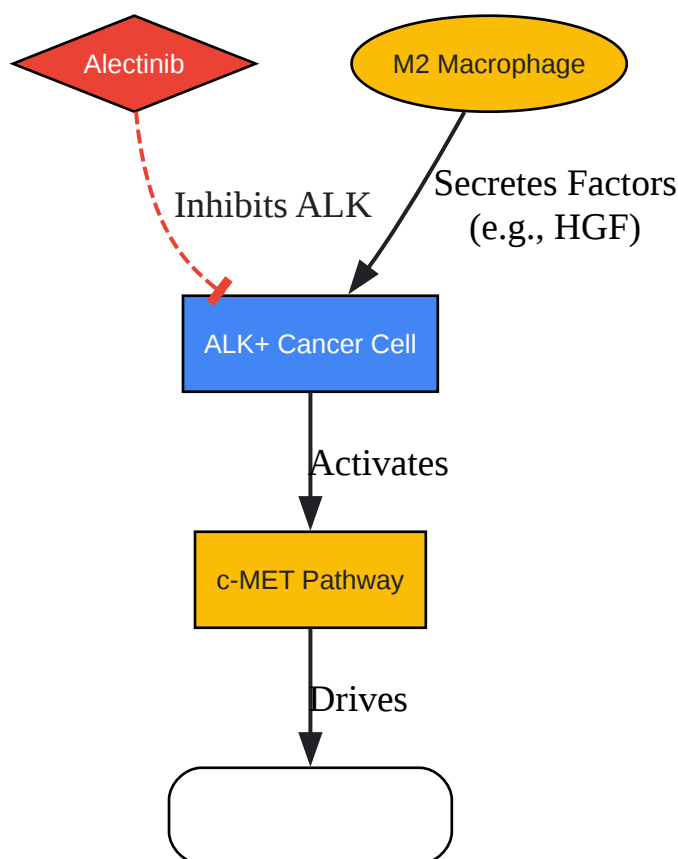 Alectinib
M2 Macrophage
Secretes Factors
(e.g., HGF)
Inhibits ALK
ALK+ Cancer Cell
Activates
c-MET Pathway
Drives